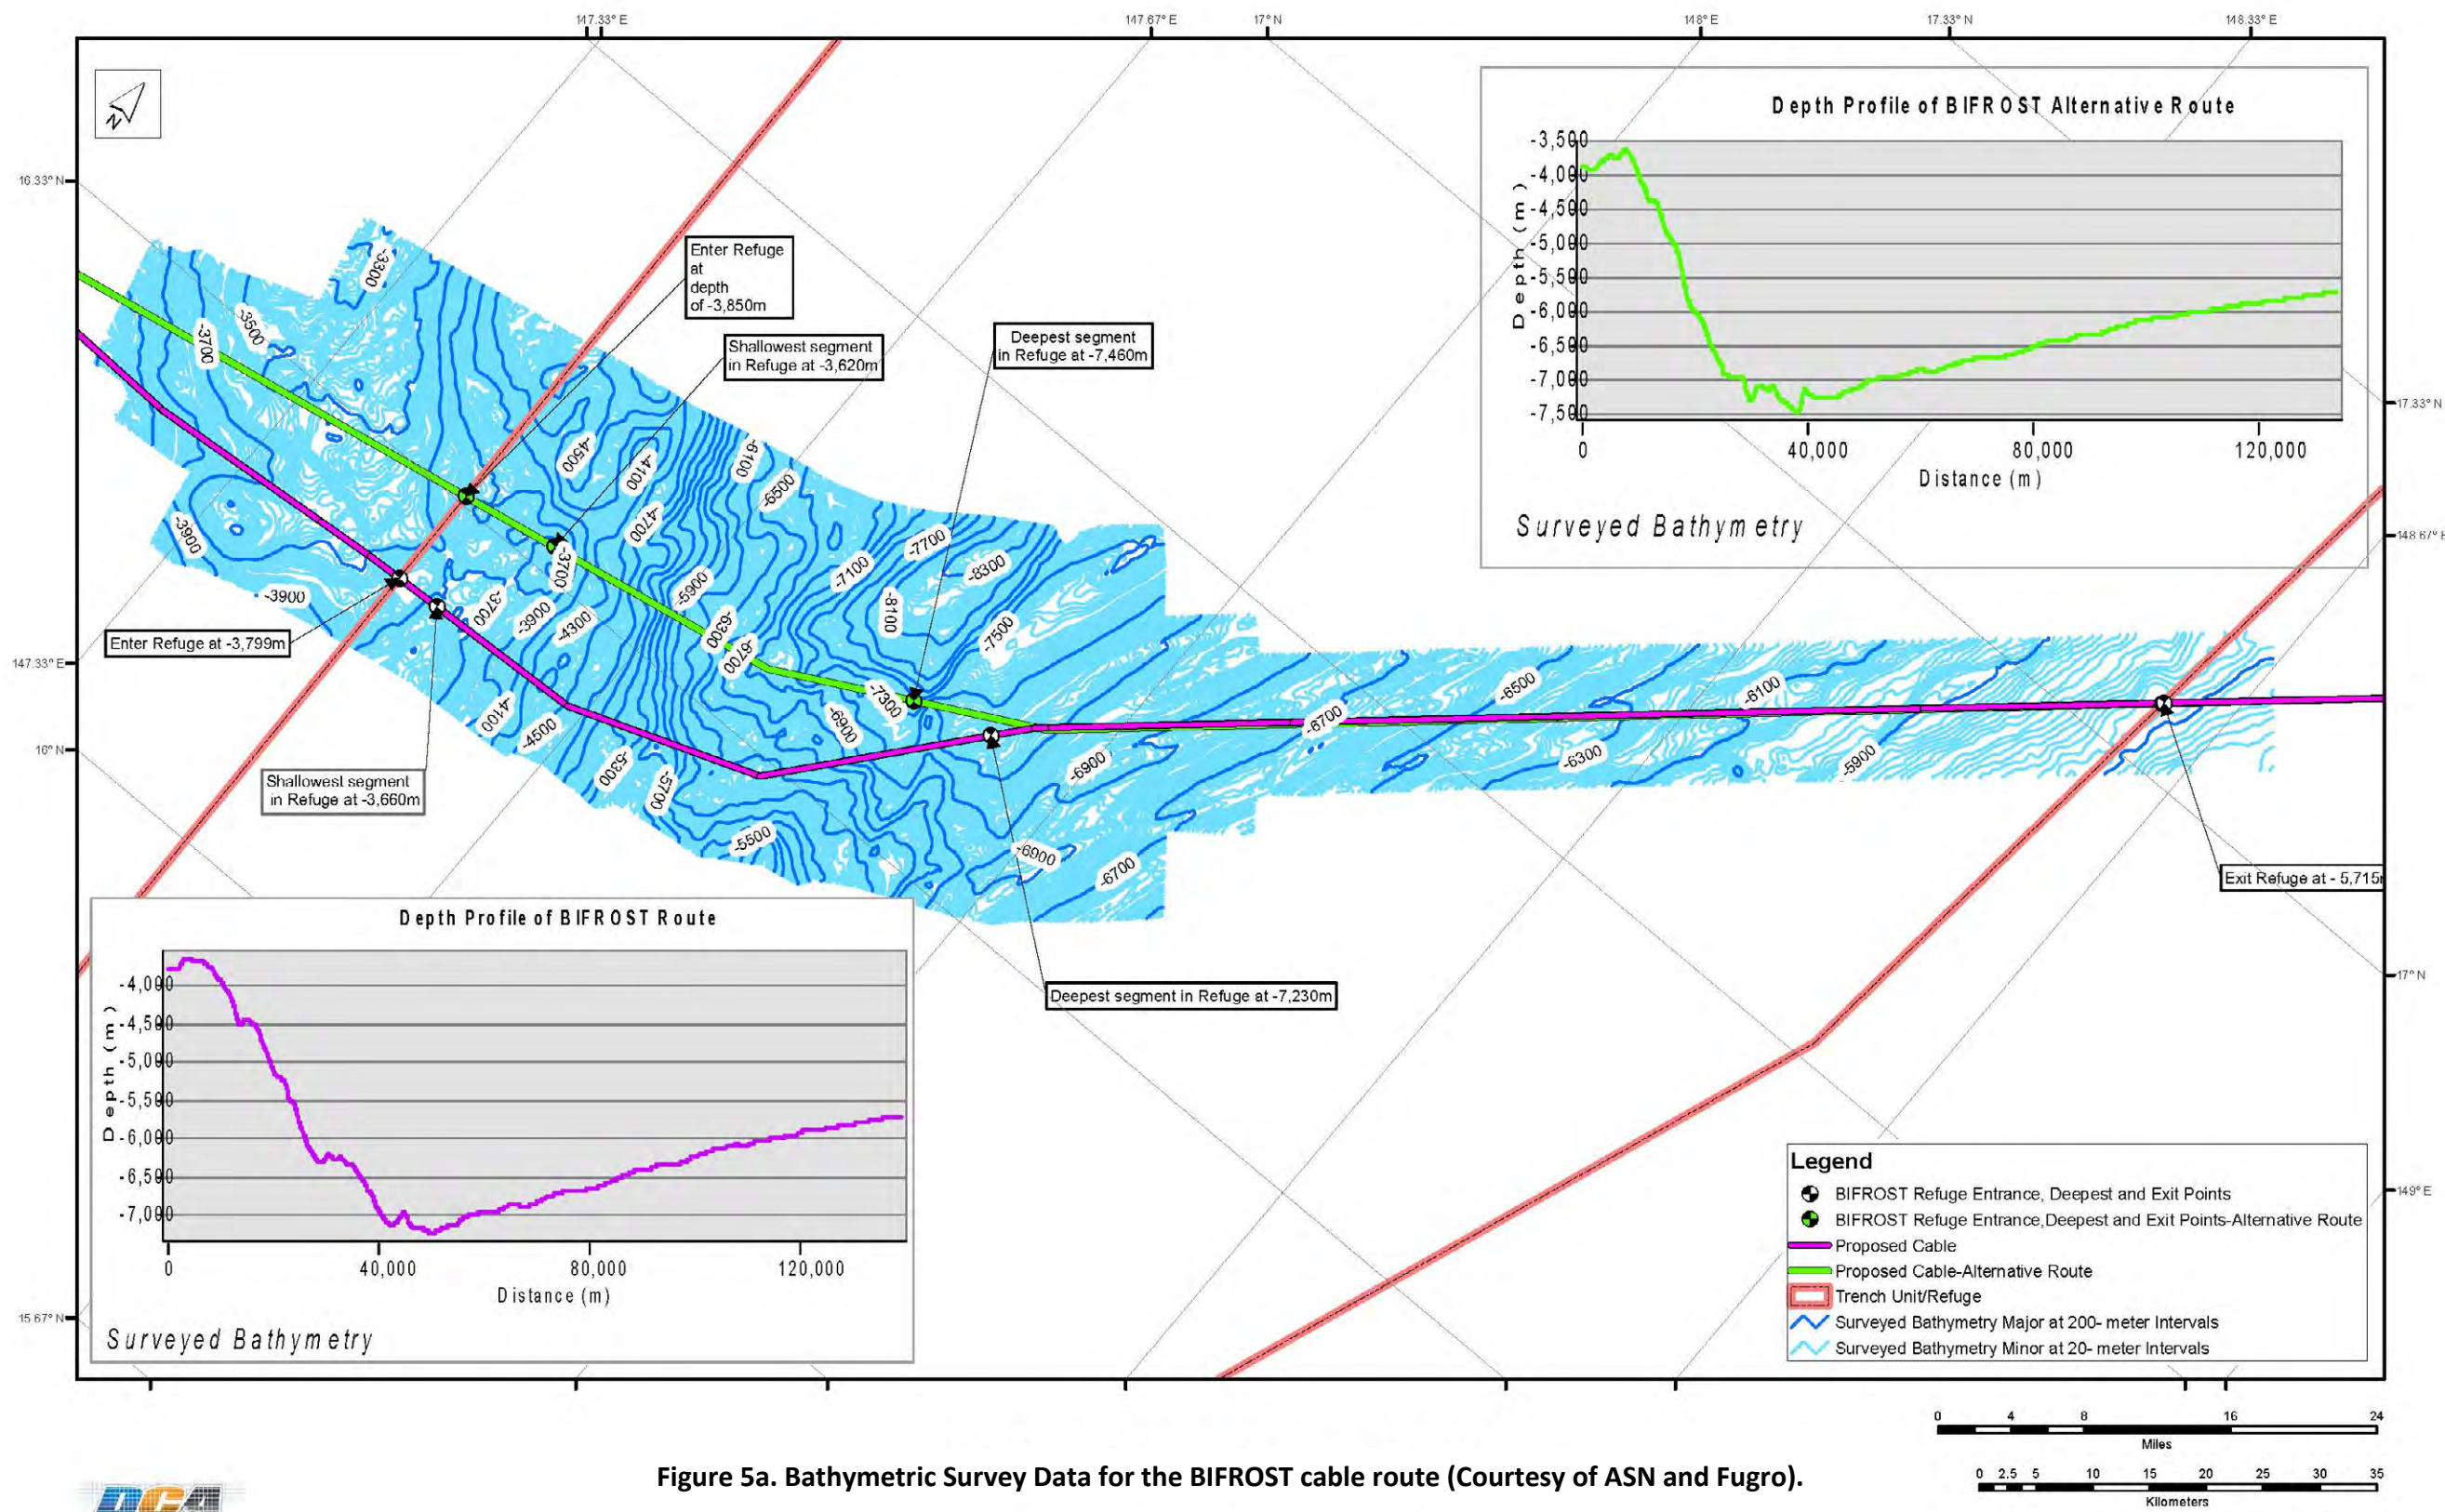 147.33° E
147.67° E
17° N
148° E
17.33° N
148.33° E
N
16.33° N
147.33° E
16° N
15 67° N
17.33° N
148 67° E
17° N
149° E
Depth Profile of BIFROST Alternative Route
-3,500
-4,000
-4,500
-5,000
-5,500
-6,000
-6,500
-7,000
-7,500
Depth (m)
0
40,000
80,000
120,000
Distance (m)
Surveyed Bathymetry
Enter Refuge
at
depth
of -3,850m
Shallowest segment
in Refuge at -3,620m
Deepest segment
in Refuge at -7,460m
Enter Refuge at -3,799m
Shallowest segment
in Refuge at -3,660m
Deepest segment in Refuge at -7,230m
Exit Refuge at - 5,715
-3300
-3500
-3700
-3900
-3900
-4500
-4100
-4700
-6100
-6500
-3700
-3700
-3900
-4300
-5900
-6300
-6700
-7100
-7700
-8300
-8100
-7500
-7300
-6900
-4100
-4500
-5300
-5700
-5500
-6900
-6900
-6700
-6700
-6500
-6300
-6100
-5900
Depth Profile of BIFROST Route
-4,000
-4,500
-5,000
-5,500
-6,000
-6,500
-7,000
Depth (m)
0
40,000
80,000
120,000
Distance (m)
Surveyed Bathymetry
Legend
BIFROST Refuge Entrance, Deepest and Exit Points
BIFROST Refuge Entrance,Deepest and Exit Points-Alternative Route
Proposed Cable
Proposed Cable-Alternative Route
Trench Unit/Refuge
Surveyed Bathymetry Major at 200- meter Intervals
Surveyed Bathymetry Minor at 20- meter Intervals
0 4 8 16 24
Miles
0 2.5 5 10 15 20 25 30 35
Kilometers
Figure 5a. Bathymetric Survey Data for the BIFROST cable route (Courtesy of ASN and Fugro).
DCA